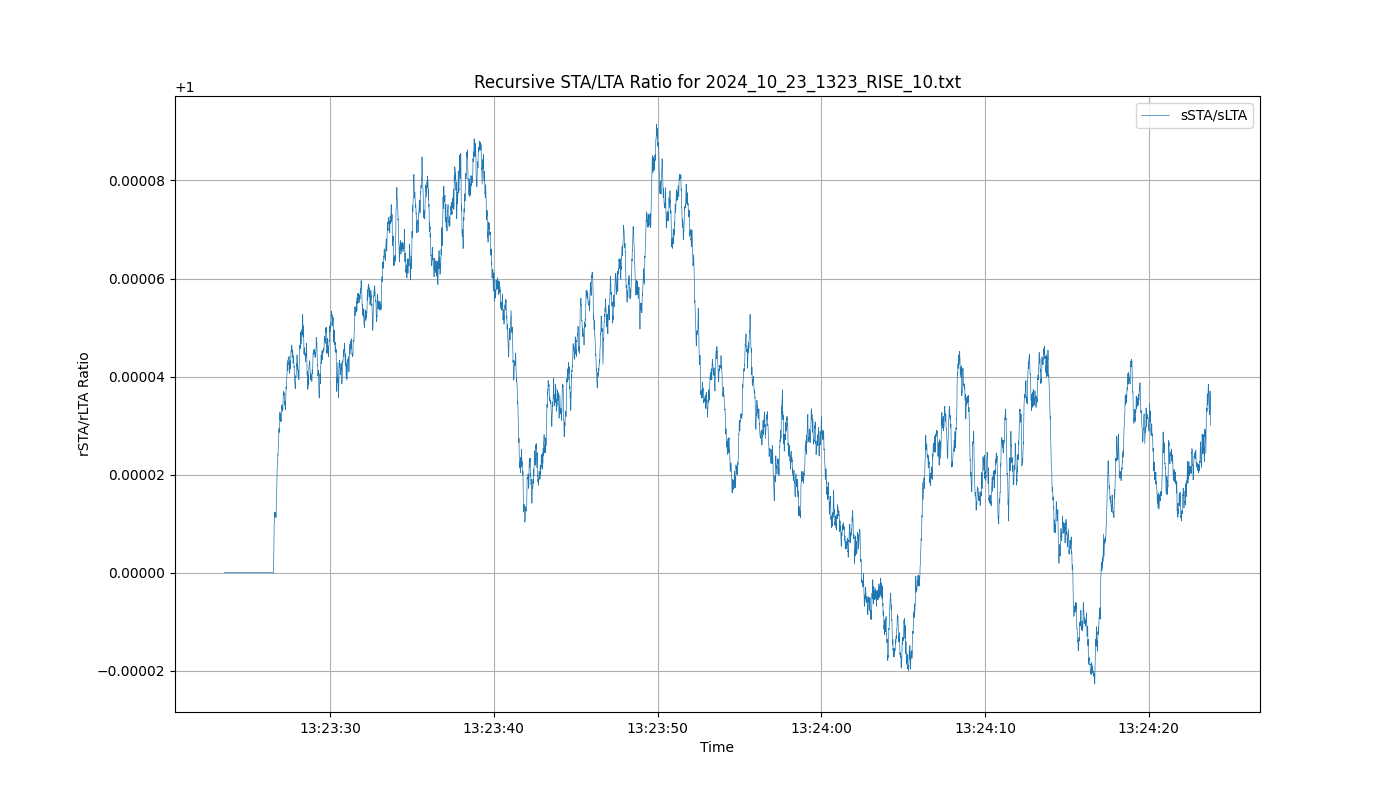 Recursive STA/LTA Ratio for 2024_10_23_1323_RISE_10.txt
+1
sSTA/sLTA
0.00008
0.00006
0.00004
0.00002
0.00000
−0.00002
rSTA/rLTA Ratio
13:23:30 13:23:40 13:23:50 13:24:00 13:24:10 13:24:20
Time